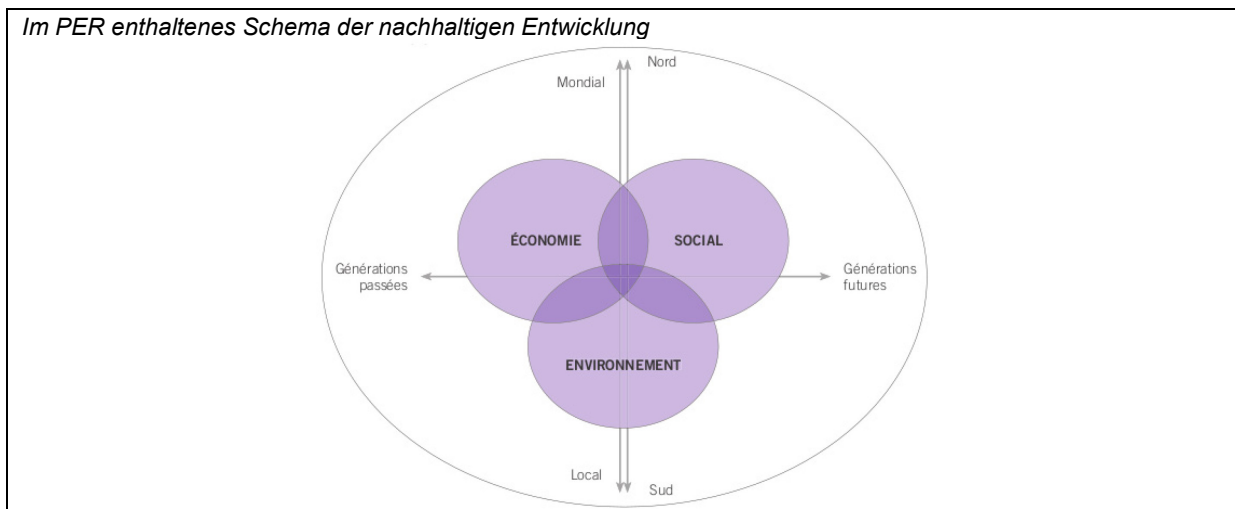 Im PER enthaltenes Schema der nachhaltigen Entwicklung
Nord
Mondial
ÉCONOMIE
SOCIAL
Générations
passées
Générations
futures
ENVIRONNEMENT
Local
Sud